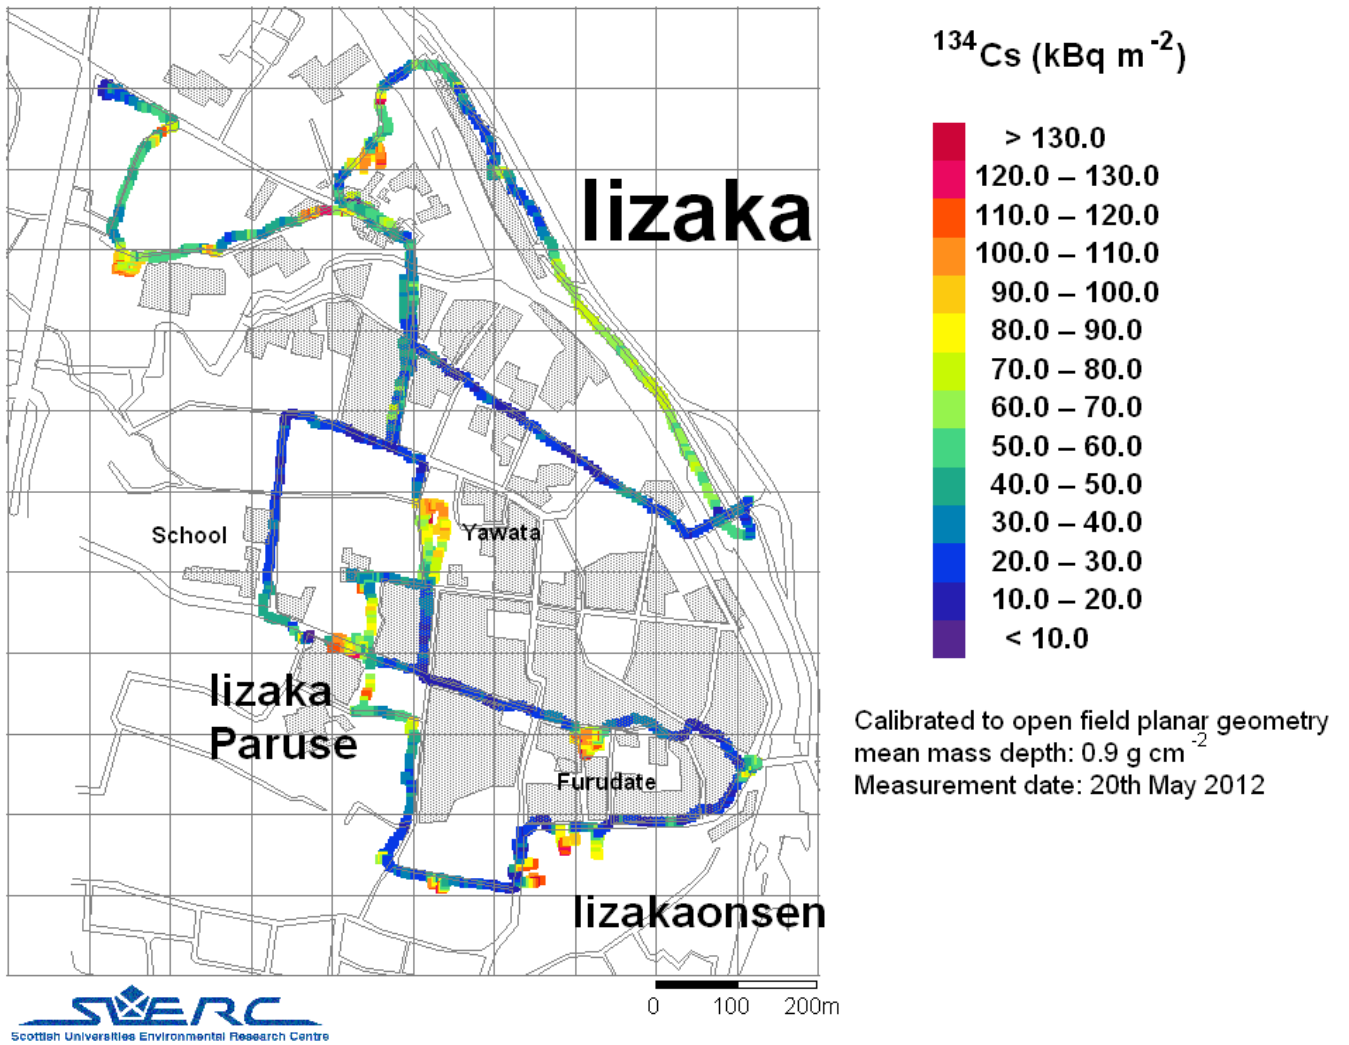 Iizaka
School
Yawata
Iizaka
Paruse
Furudate
Iizakaonsen
134Cs (kBq m-2)
> 130.0
120.0 – 130.0
110.0 – 120.0
100.0 – 110.0
90.0 – 100.0
80.0 – 90.0
70.0 – 80.0
60.0 – 70.0
50.0 – 60.0
40.0 – 50.0
30.0 – 40.0
20.0 – 30.0
10.0 – 20.0
< 10.0
Calibrated to open field planar geometry
mean mass depth: 0.9 g cm-2
Measurement date: 20th May 2012
0 100 200m
SUERC
Scottish Universities Environmental Research Centre